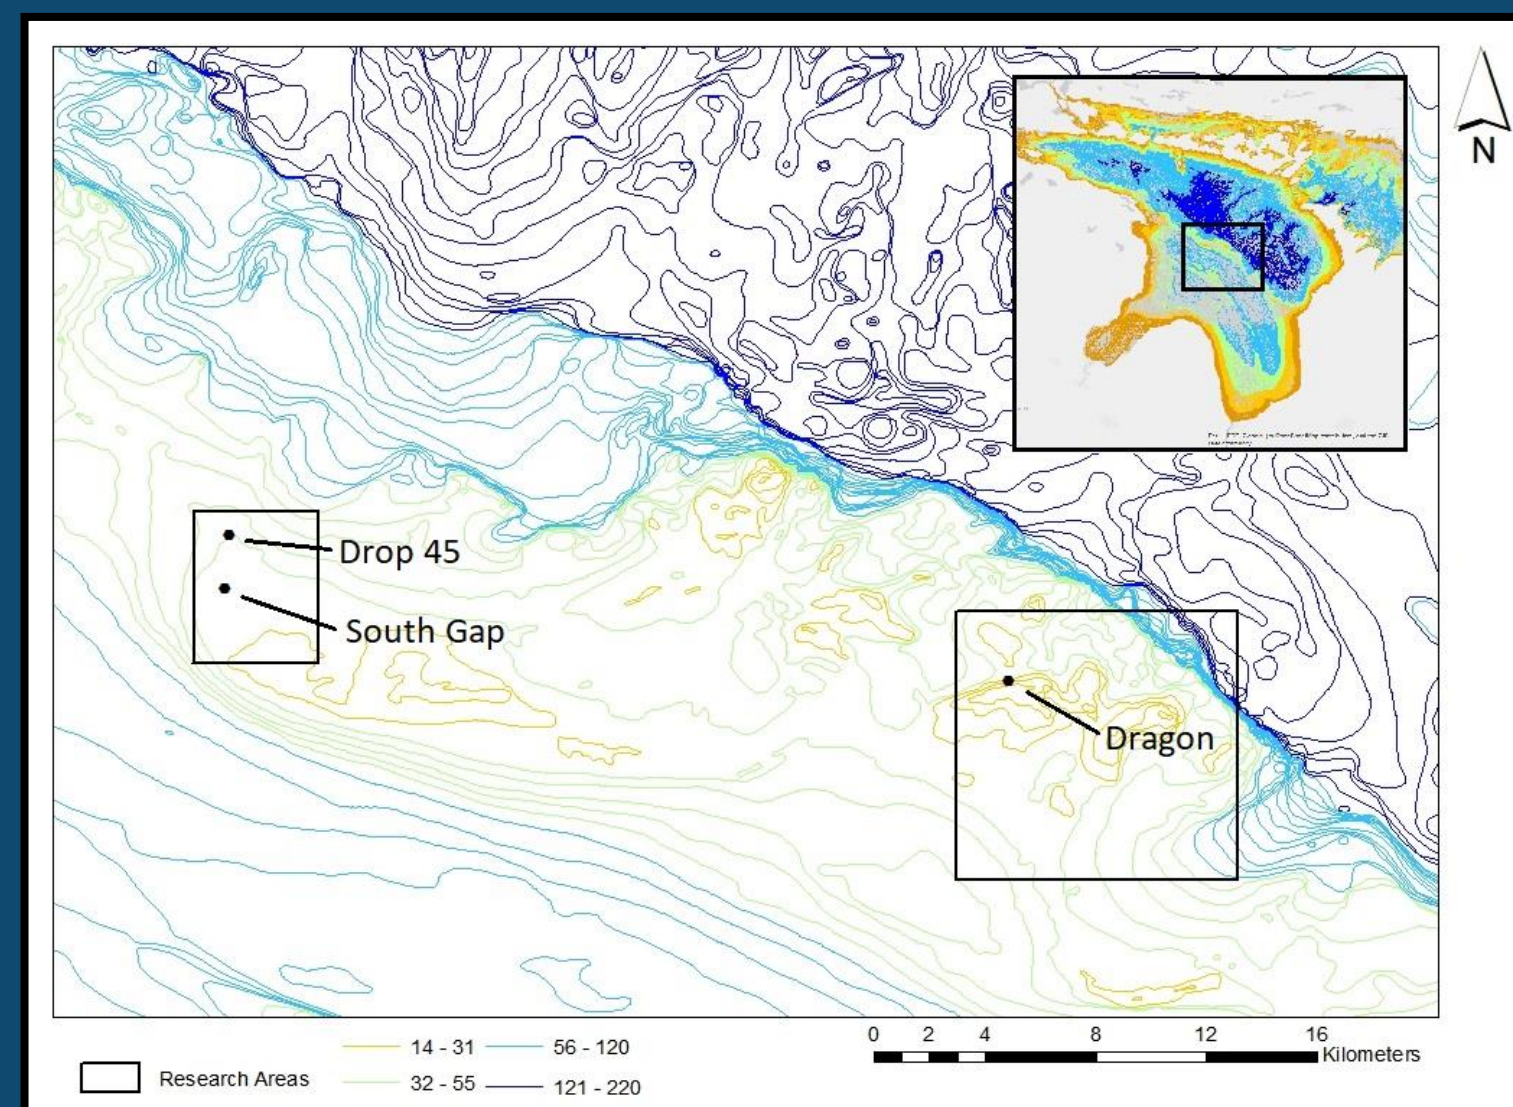 N
Drop 45
South Gap
Dragon
0 2 4 8 12 16
Kilometers
Research Areas
14 - 31
32 - 55
56 - 120
121 - 220